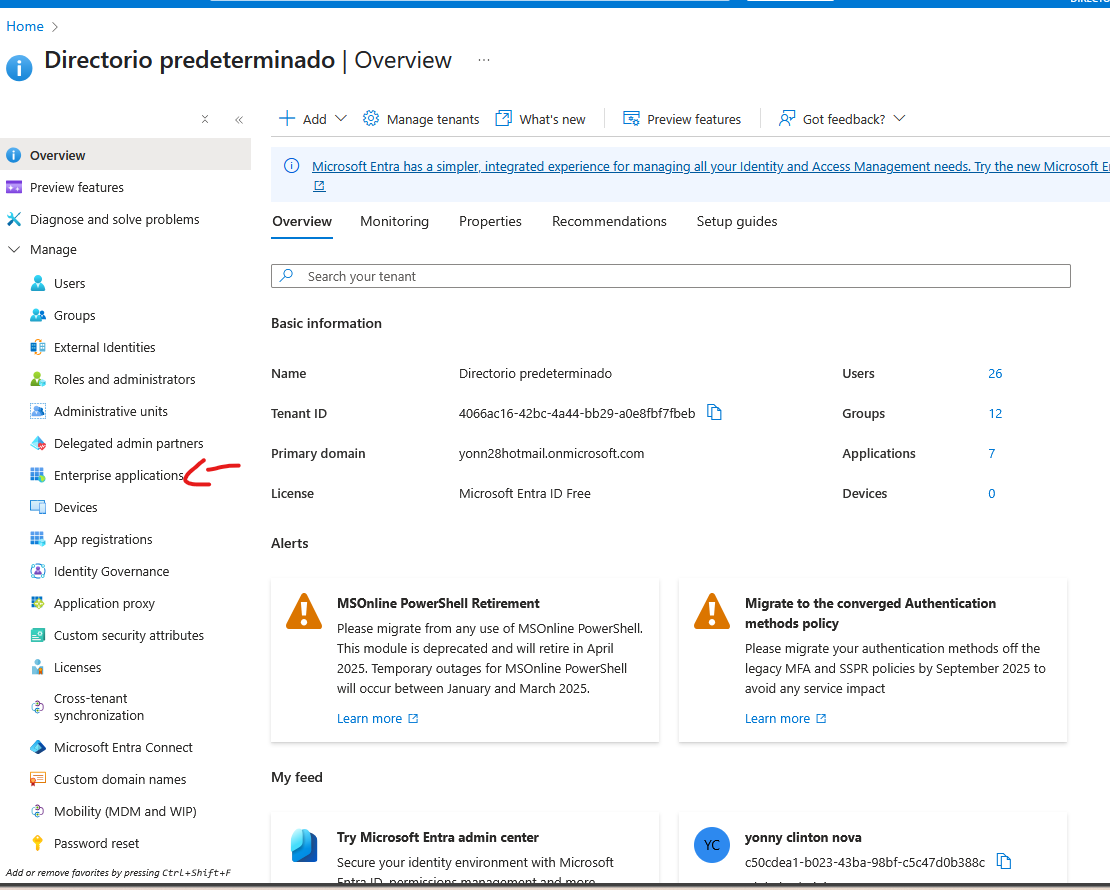 Home
Directorio predeterminado | Overview
Add
Manage tenants
What's new
Preview features
Got feedback?
Overview
Preview features
Diagnose and solve problems
Manage
Users
Groups
External Identities
Roles and administrators
Administrative units
Delegated admin partners
Enterprise applications
Devices
App registrations
Identity Governance
Application proxy
Custom security attributes
Licenses
Cross-tenant
synchronization
Microsoft Entra Connect
Custom domain names
Mobility (MDM and WIP)
Password reset
Add or remove favorites by pressing Ctrl+Shift+F
Microsoft Entra has a simpler, integrated experience for managing all your Identity and Access Management needs. Try the new Microsoft
Overview
Monitoring
Properties
Recommendations
Setup guides
Search your tenant
Basic information
Name
Directorio predeterminado
Users
26
Tenant ID
4066ac16-42bc-4a44-bb29-a0e8fbf7fbeb
Groups
12
Primary domain
yonn28hotmail.onmicrosoft.com
Applications
7
License
Microsoft Entra ID Free
Devices
0
Alerts
MSOnline PowerShell Retirement
Please migrate from any use of MSOnline PowerShell.
This module is deprecated and will retire in April
2025. Temporary outages for MSOnline PowerShell
will occur between January and March 2025.
Learn more
Migrate to the converged Authentication
methods policy
Please migrate your authentication methods off the
legacy MFA and SSPR policies by September 2025 to
avoid any service impact
Learn more
My feed
Try Microsoft Entra admin center
Secure your identity environment with Microsoft
Entra ID, permissions management and more
YC
yonny clinton nova
c50cdea1-b023-43ba-98bf-c5c47d0b388c